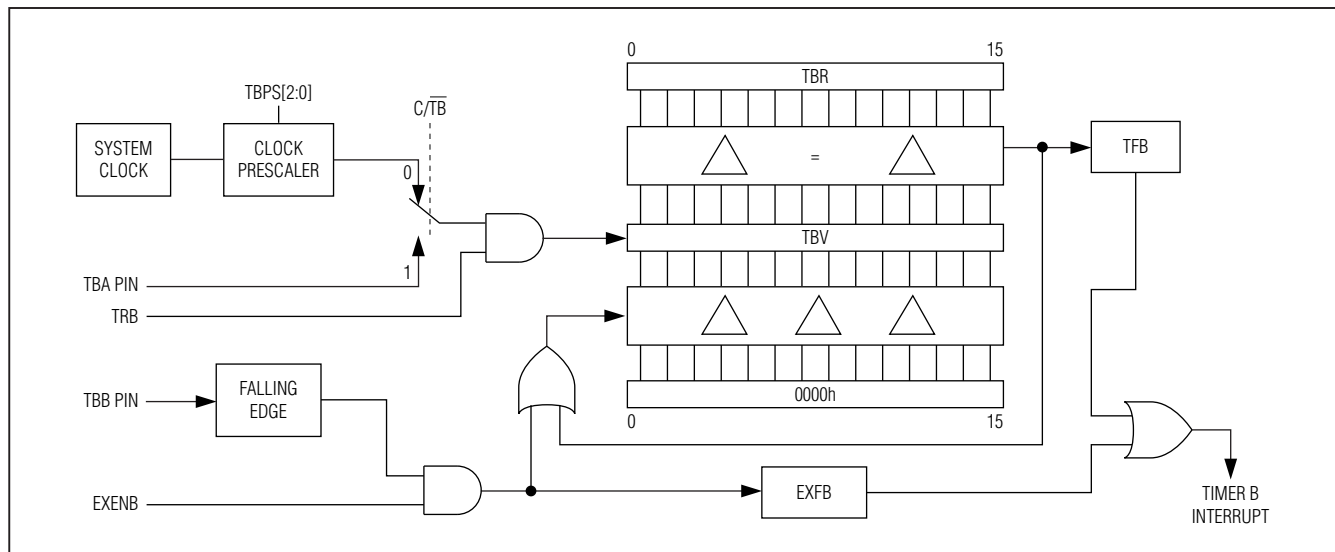 0 15
TBR
TBPS[2:0]
C/T̅B̅
SYSTEM
CLOCK
CLOCK
PRESCALER
=
TFB
0
TBV
1
TBA PIN
TRB
TBB PIN
FALLING
EDGE
0000h
0 15
EXENB
EXFB
TIMER B
INTERRUPT